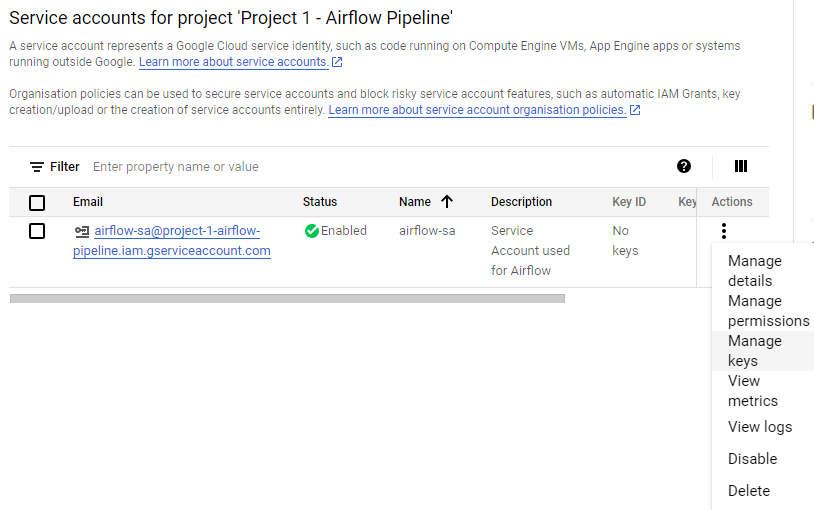 Service accounts for project 'Project 1 - Airflow Pipeline'
A service account represents a Google Cloud service identity, such as code running on Compute Engine VMs, App Engine apps or systems
running outside Google. Learn more about service accounts.
Organisation policies can be used to secure service accounts and block risky service account features, such as automatic IAM Grants, key
creation/upload or the creation of service accounts entirely. Learn more about service account organisation policies.
Filter Enter property name or value
Email Status Name Description Key ID Key Actions
airflow-sa@project-1-airflow-
pipeline.iam.gserviceaccount.com
Enabled
airflow-sa
Service
Account used
for Airflow
No
keys
Manage
details
Manage
permissions
Manage
keys
View
metrics
View logs
Disable
Delete